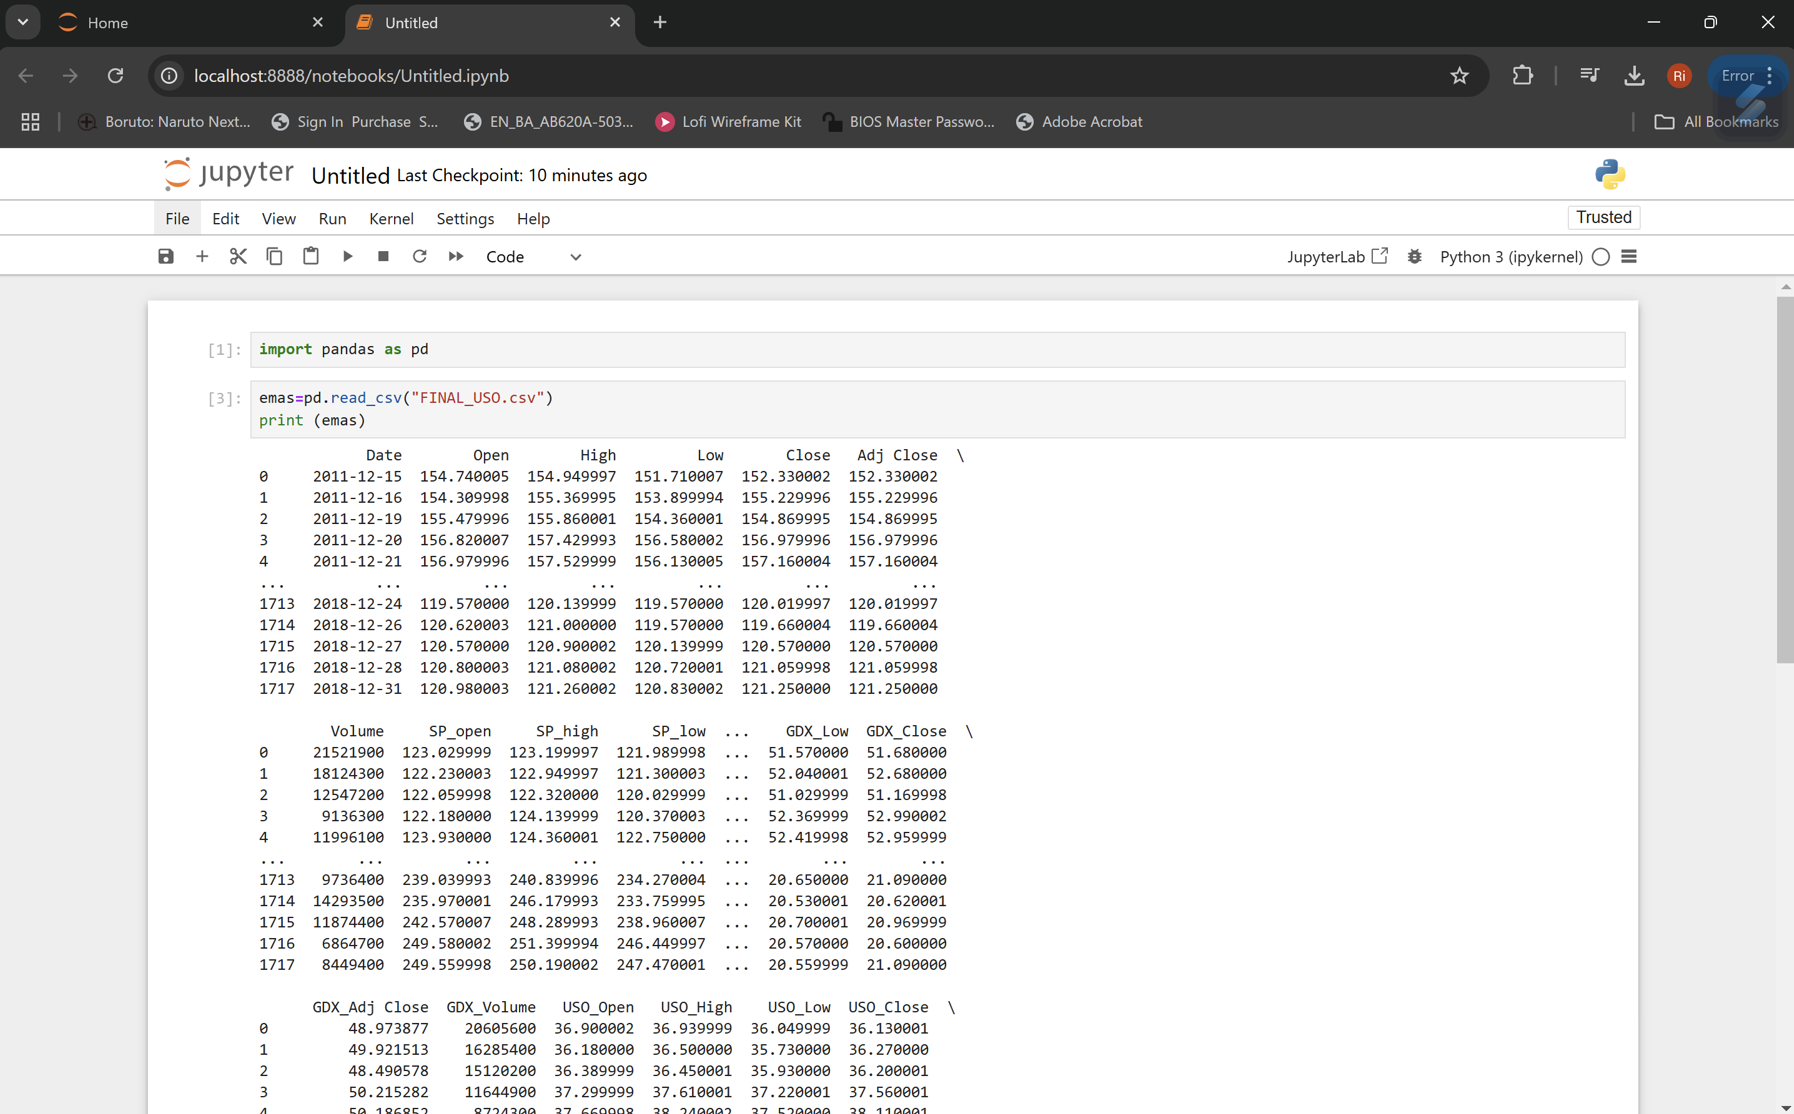 Home
Untitled
localhost:8888/notebooks/Untitled.ipynb
Ri
Error
Boruto: Naruto Next...
Sign In Purchase S...
EN_BA_AB620A-503...
Lofi Wireframe Kit
BIOS Master Passwo...
Adobe Acrobat
All Bookmarks
jupyter Untitled Last Checkpoint: 10 minutes ago
File Edit View Run Kernel Settings Help
Trusted
Code
JupyterLab
Python 3 (ipykernel)
[1]: import pandas as pd
[3]: emas=pd.read_csv("FINAL_USO.csv")
print (emas)
Date Open High Low Close Adj Close \
0 2011-12-15 154.740005 154.949997 151.710007 152.330002 152.330002
1 2011-12-16 154.309998 155.369995 153.899994 155.229996 155.229996
2 2011-12-19 155.479996 155.860001 154.360001 154.869995 154.869995
3 2011-12-20 156.820007 157.429993 156.580002 156.979996 156.979996
4 2011-12-21 156.979996 157.529999 156.130005 157.160004 157.160004
... ... ... ... ... ... ...
1713 2018-12-24 119.570000 120.139999 119.570000 120.019997 120.019997
1714 2018-12-26 120.620003 121.000000 119.570000 119.660004 119.660004
1715 2018-12-27 120.570000 120.900002 120.139999 120.570000 120.570000
1716 2018-12-28 120.800003 121.080002 120.720001 121.059998 121.059998
1717 2018-12-31 120.980003 121.260002 120.830002 121.250000 121.250000
Volume SP_open SP_high SP_low ... GDX_Low GDX_Close \
0 21521900 123.029999 123.199997 121.989998 ... 51.570000 51.680000
1 18124300 122.230003 122.949997 121.300003 ... 52.040001 52.680000
2 12547200 122.059998 122.320000 120.029999 ... 51.029999 51.169998
3 9136300 122.180000 124.139999 120.370003 ... 52.369999 52.990002
4 11996100 123.930000 124.360001 122.750000 ... 52.419998 52.959999
... ... ... ... ... ... ... ...
1713 9736400 239.039993 240.839996 234.270004 ... 20.650000 21.090000
1714 14293500 235.970001 246.179993 233.759995 ... 20.530001 20.620001
1715 11874400 242.570007 248.289993 238.960007 ... 20.700001 20.969999
1716 6864700 249.580002 251.399994 246.449997 ... 20.570000 20.600000
1717 8449400 249.559998 250.190002 247.470001 ... 20.559999 21.090000
GDX_Adj Close GDX_Volume USO_Open USO_High USO_Low USO_Close \
0 48.973877 20605600 36.900002 36.939999 36.049999 36.130001
1 49.921513 16285400 36.180000 36.500000 35.730000 36.270000
2 48.490578 15120200 36.389999 36.450001 35.930000 36.200001
3 50.215282 11644900 37.299999 37.610001 37.220001 37.560001
4 50.186852 8724300 37.669998 38.240002 37.520000 38.110001